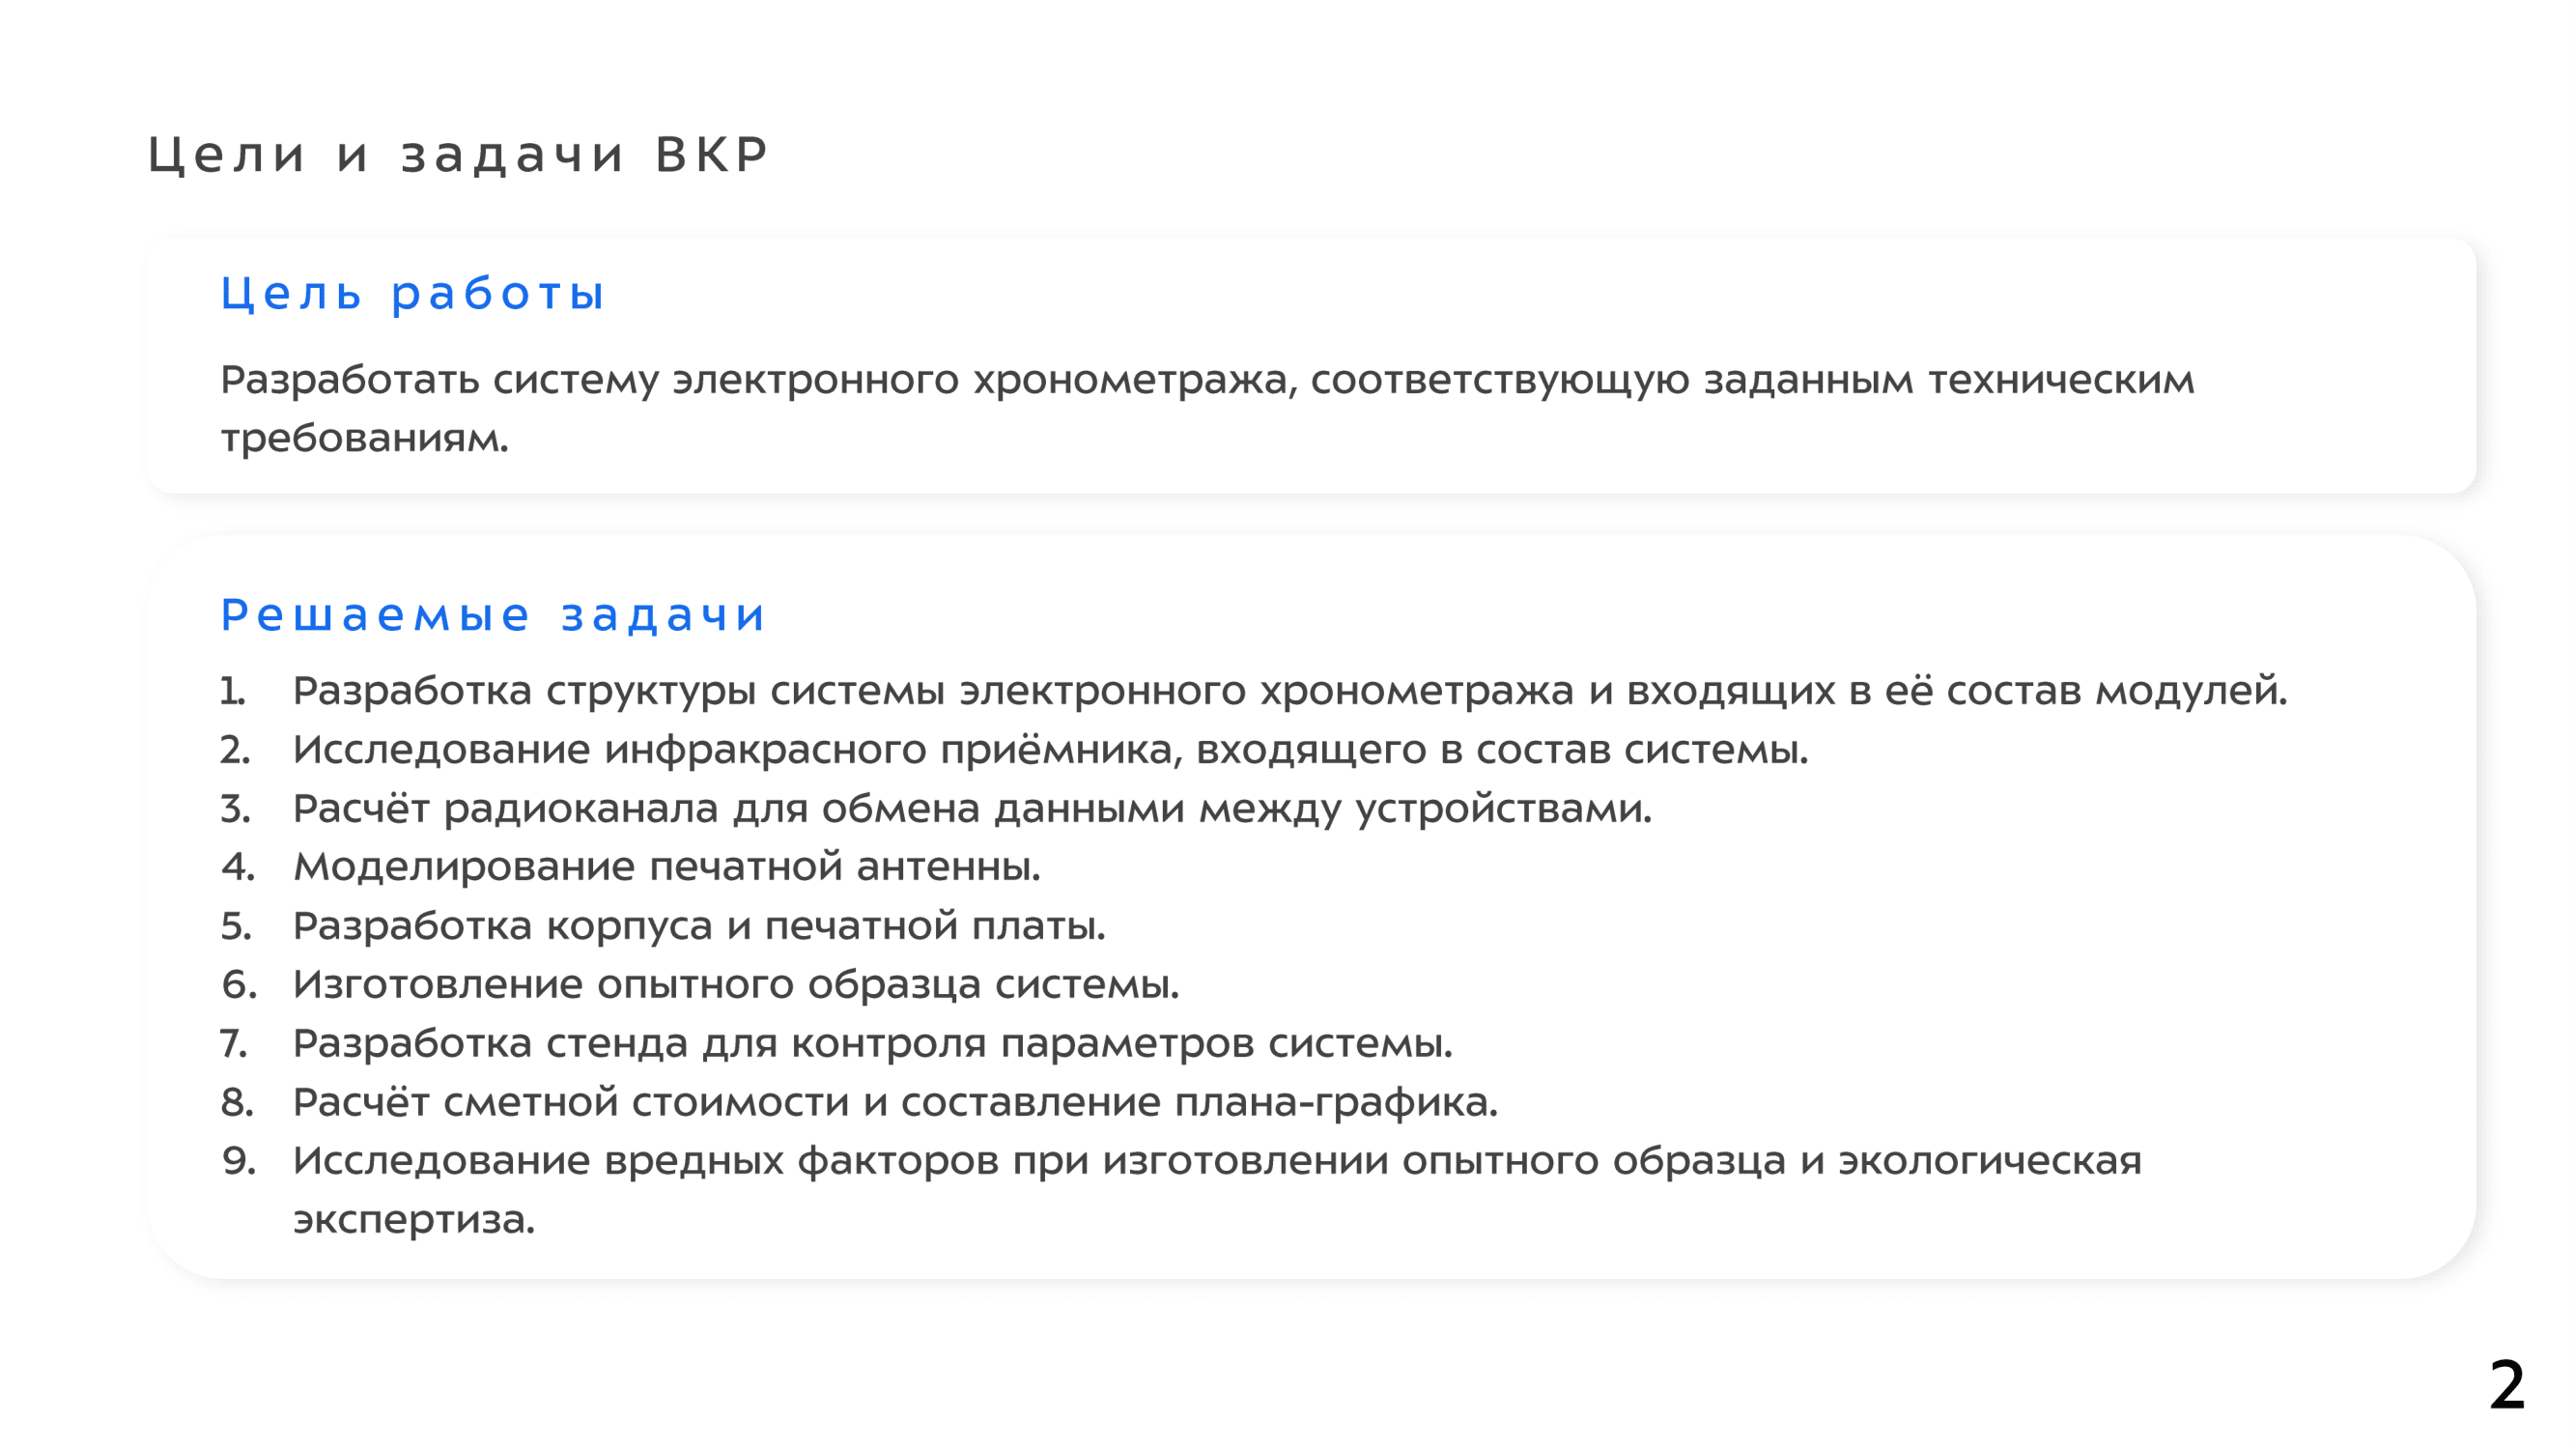 Цели и задачи ВКР
Цель работы
Разработать систему электронного хронометража, соответствующую заданным техническим
требованиям.
Решаемые задачи
1. Разработка структуры системы электронного хронометража и входящих в её состав модулей.
2. Исследование инфракрасного приёмника, входящего в состав системы.
3. Расчёт радиоканала для обмена данными между устройствами.
4. Моделирование печатной антенны.
5. Разработка корпуса и печатной платы.
6. Изготовление опытного образца системы.
7. Разработка стенда для контроля параметров системы.
8. Расчёт сметной стоимости и составление плана-графика.
9. Исследование вредных факторов при изготовлении опытного образца и экологическая
экспертиза.
2